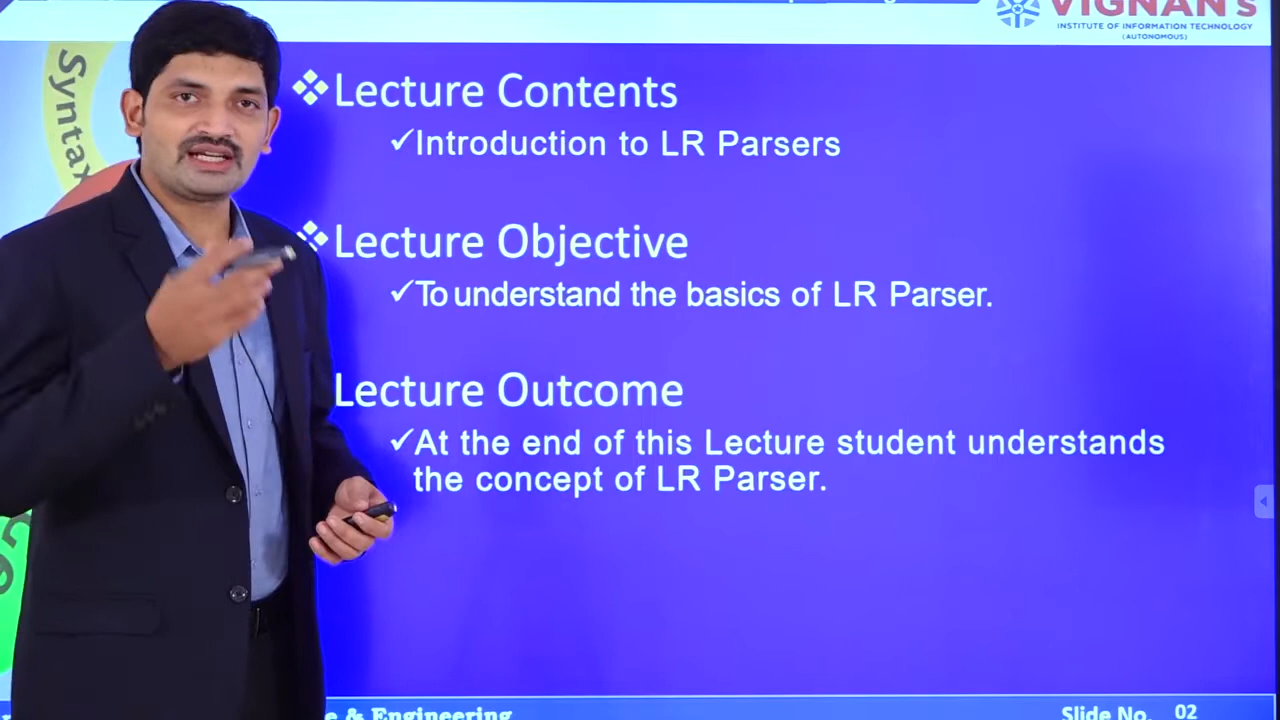 VIGNAN'S
INSTITUTE OF INFORMATION TECHNOLOGY
(AUTONOMOUS)
Syntax
Lecture Contents
✓Introduction to LR Parsers
Lecture Objective
✓To understand the basics of LR Parser.
Lecture Outcome
✓At the end of this Lecture student understands
the concept of LR Parser.
& Engineering
Slide No. 02